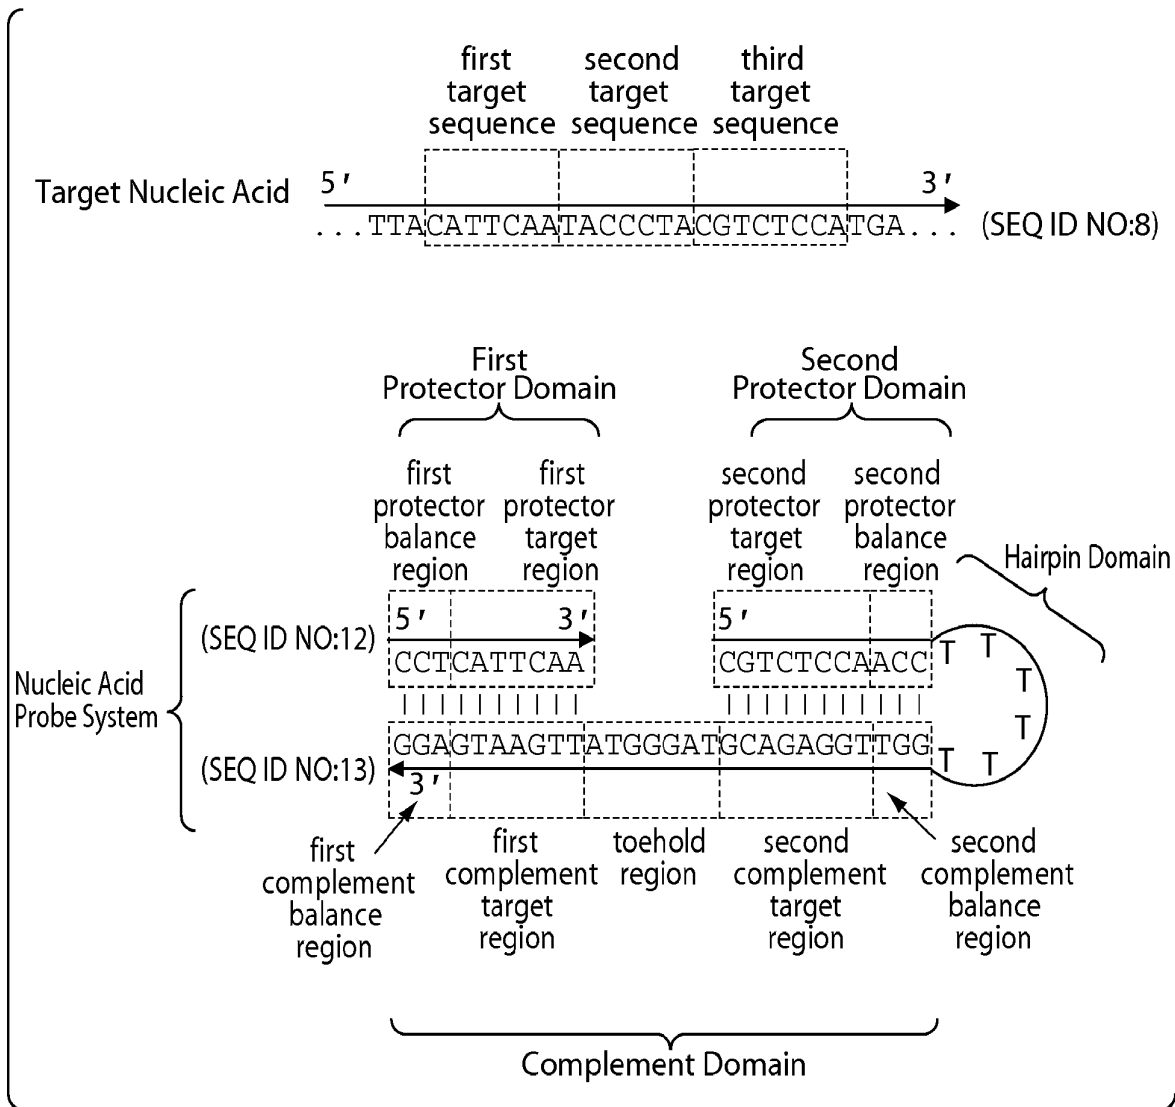 first second third
target target target
sequence sequence sequence
Target Nucleic Acid 5' 3'
...TTACATTCAATACCCTACGTCTCCATGA... (SEQ ID NO:8)
First Second
Protector Domain Protector Domain
first first second second
protector protector protector protector
balance target target balance
region region region region
Hairpin Domain
(SEQ ID NO:12) 5' 3' 5'
CCTCATTCAA CGTCTCCAACC T T T T T T
Nucleic Acid
Probe System
GGAGTAAGTTATGGGATGCAGAGGTTGG
(SEQ ID NO:13) 3'
first first toehold second second
complement complement region complement complement
balance target target balance
region region region region
Complement Domain